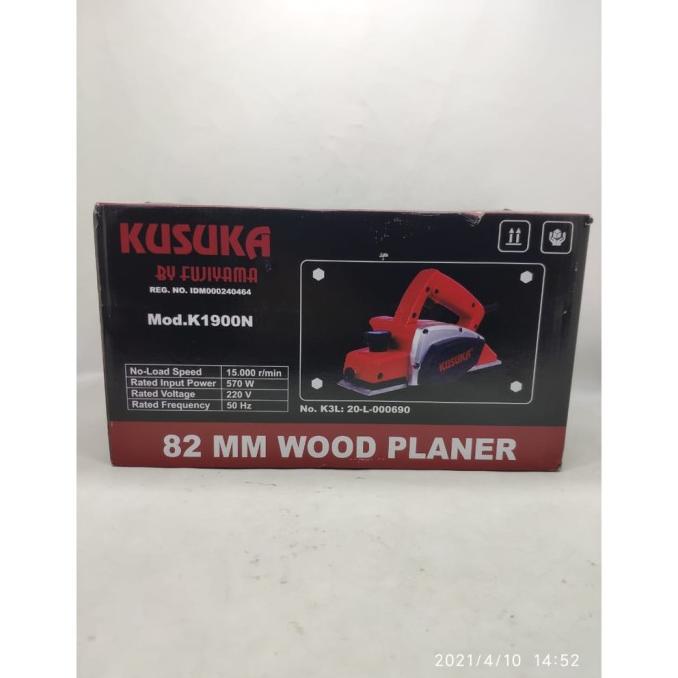 KUSUKA
BY FUJIYAMA
REG. NO. IDM000240464
Mod.K1900N
No-Load Speed 15.000 r/min
Rated Input Power 570 W
Rated Voltage 220 V
Rated Frequency 50 Hz
KUSUKA
No. K3L: 20-L-000690
82 MM WOOD PLANER
2021/4/10 14:52